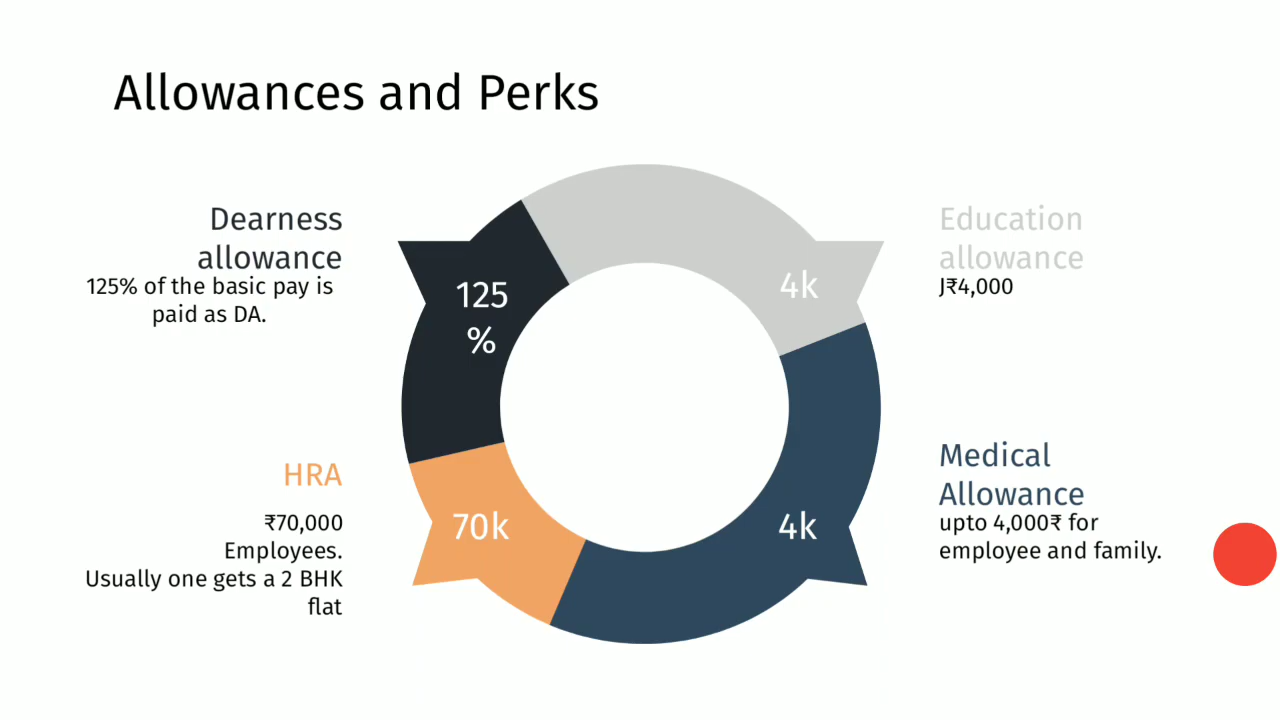 Allowances and Perks
Dearness
allowance
125% of the basic pay is
paid as DA.
125
%
4k
Education
allowance
J₹4,000
HRA
₹70,000
Employees.
Usually one gets a 2 BHK
flat
70k
4k
Medical
Allowance
upto 4,000₹ for
employee and family.